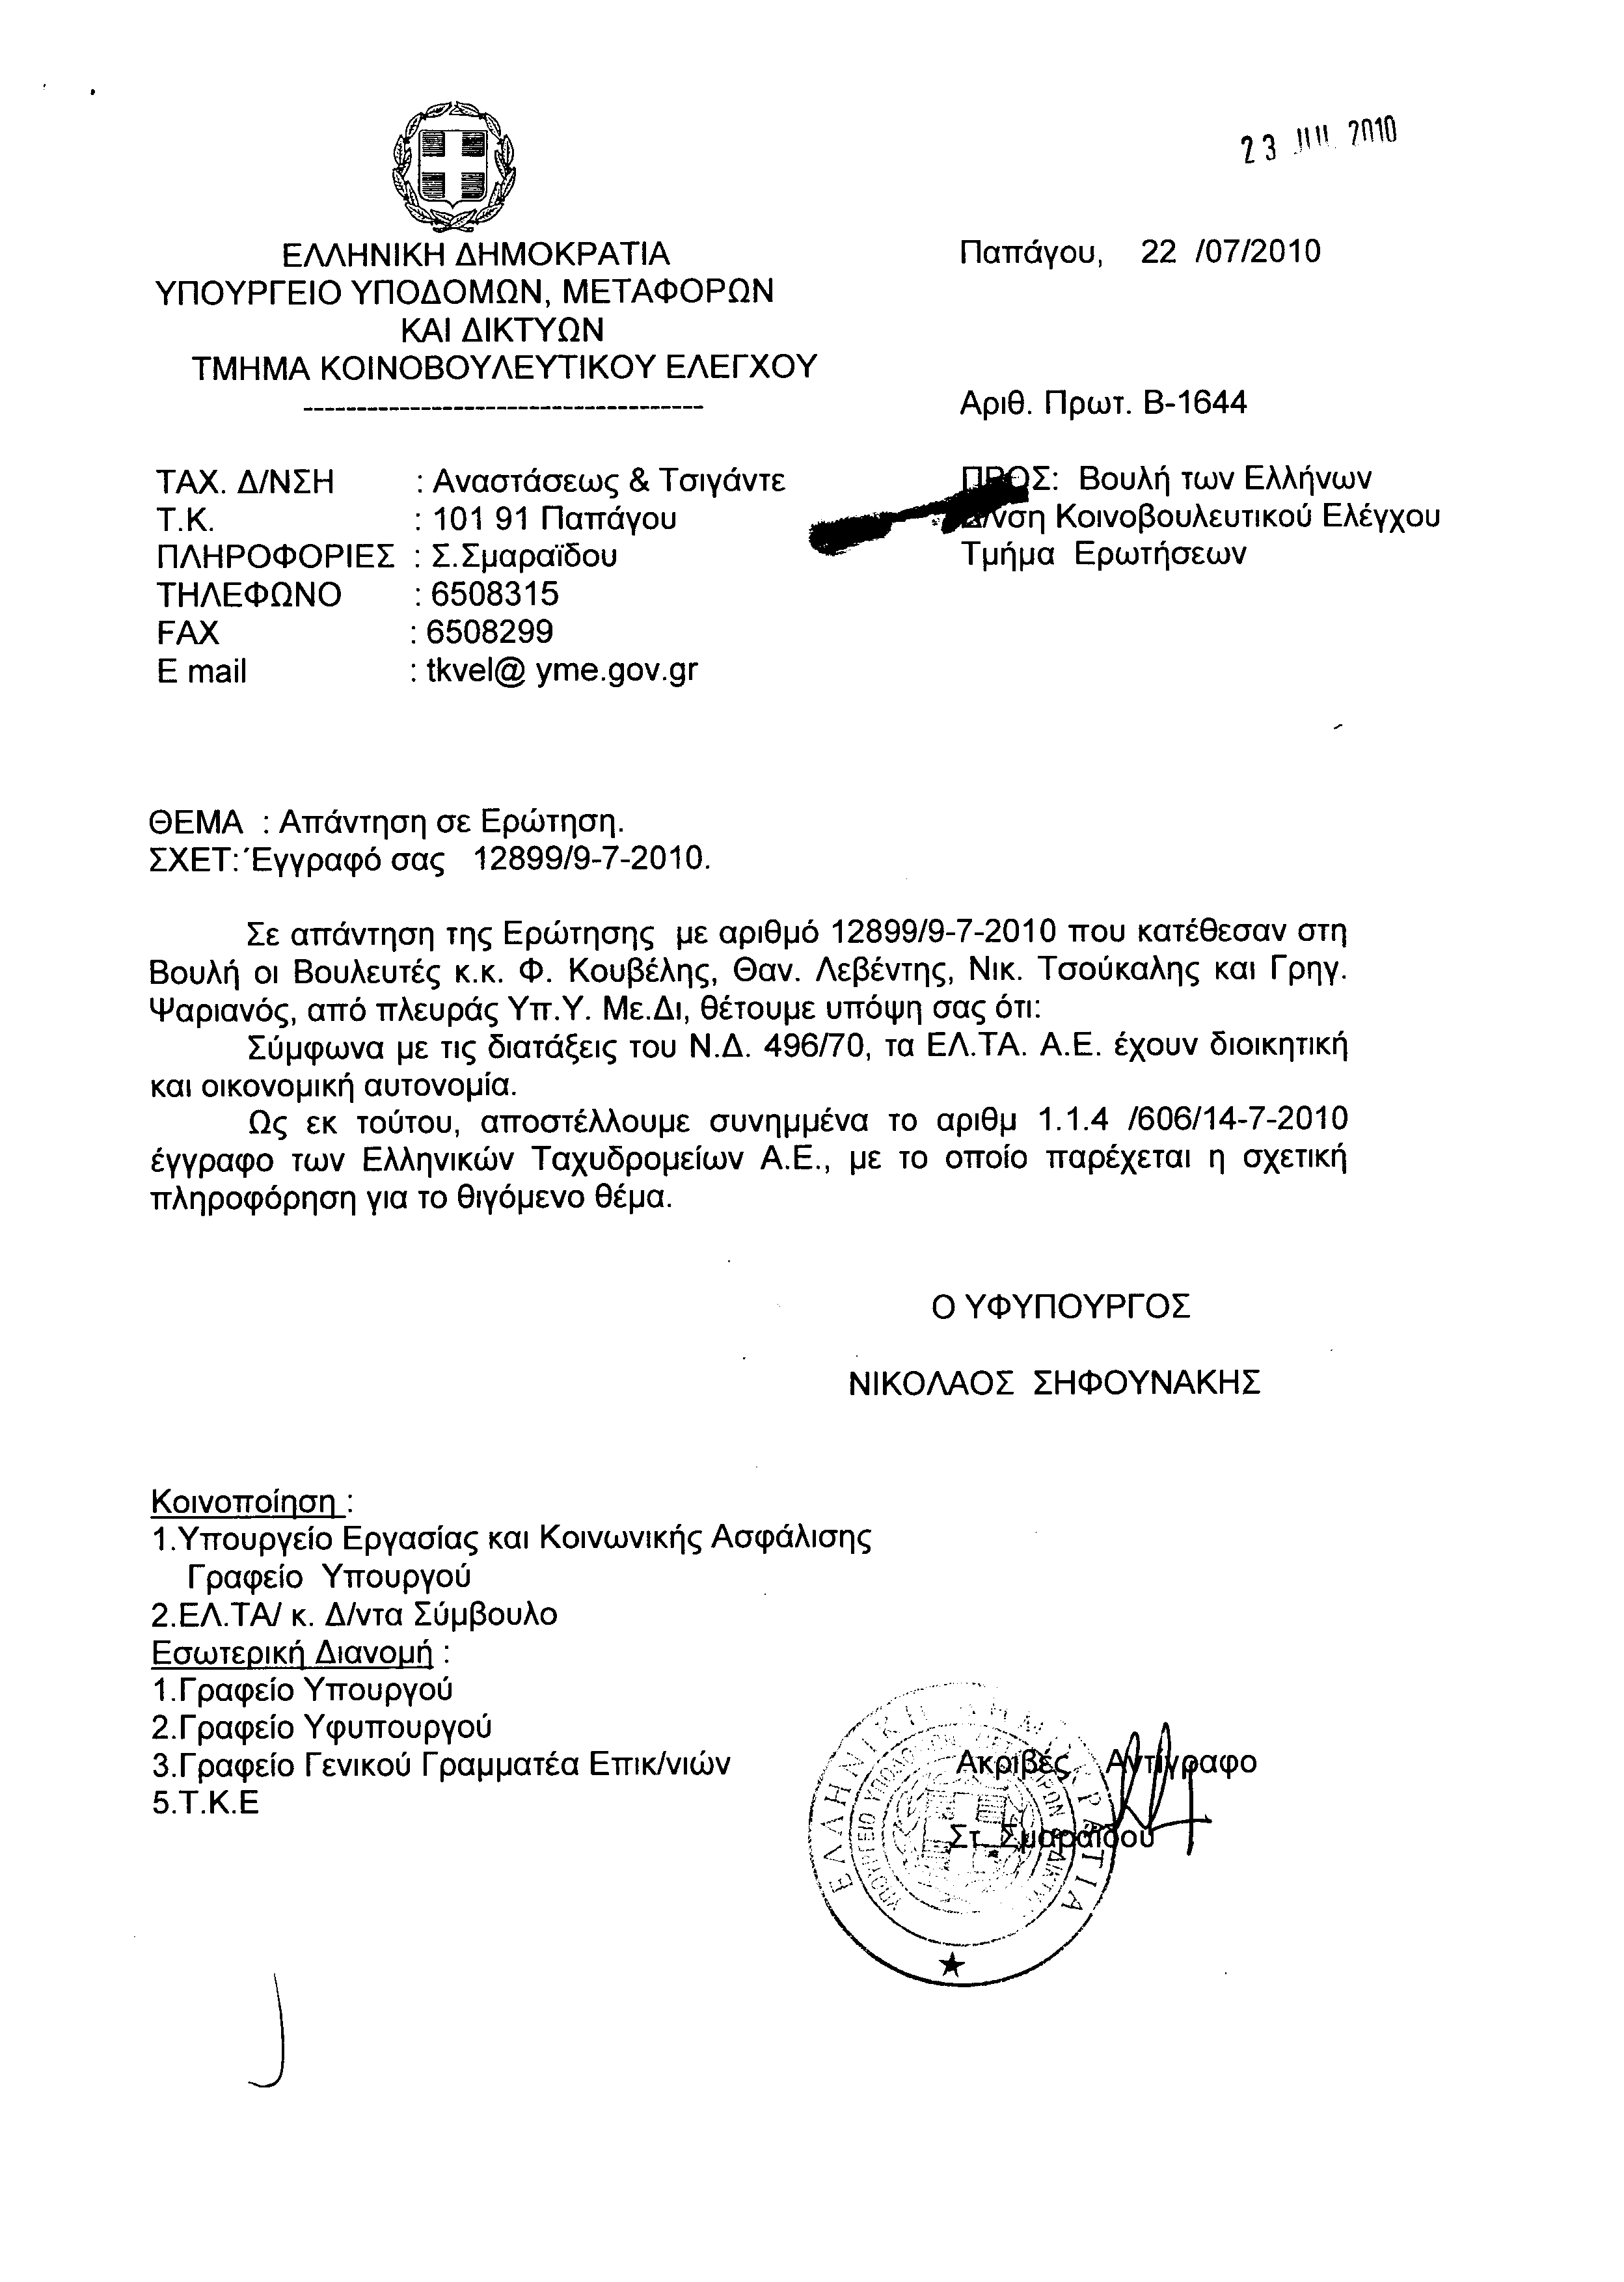 23 2010
ΕΛΛΗΝΙΚΗ ΔΗΜΟΚΡΑΤΙΑ
ΥΠΟΥΡΓΕΙΟ ΥΠΟΔΟΜΩΝ, ΜΕΤΑΦΟΡΩΝ
ΚΑΙ ΔΙΚΤΥΩΝ
ΤΜΗΜΑ ΚΟΙΝΟΒΟΥΛΕΥΤΙΚΟΥ ΕΛΕΓΧΟΥ
--------------------------------------
Παπάγου, 22 /07/2010
Αριθ. Πρωτ. Β-1644
ΤΑΧ. Δ/ΝΣΗ : Αναστάσεως & Τσιγάντε
Τ.Κ. : 101 91 Παπάγου
ΠΛΗΡΟΦΟΡΙΕΣ : Σ.Σμαραϊδου
ΤΗΛΕΦΩΝΟ : 6508315
FAX : 6508299
E mail : tkvel@ yme.gov.gr
ΠΡΟΣ: Βουλή των Ελλήνων
Δ/νση Κοινοβουλευτικού Ελέγχου
Τμήμα Ερωτήσεων
ΘΕΜΑ : Απάντηση σε Ερώτηση.
ΣΧΕΤ: Έγγραφό σας 12899/9-7-2010.
Σε απάντηση της Ερώτησης με αριθμό 12899/9-7-2010 που κατέθεσαν στη
Βουλή οι Βουλευτές κ.κ. Φ. Κουβέλης, Θαν. Λεβέντης, Νικ. Τσούκαλης και Γρηγ.
Ψαριανός, από πλευράς Υπ.Υ. Με.Δι, θέτουμε υπόψη σας ότι:
Σύμφωνα με τις διατάξεις του Ν.Δ. 496/70, τα ΕΛ.ΤΑ. Α.Ε. έχουν διοικητική
και οικονομική αυτονομία.
Ως εκ τούτου, αποστέλλουμε συνημμένα το αριθμ 1.1.4 /606/14-7-2010
έγγραφο των Ελληνικών Ταχυδρομείων Α.Ε., με το οποίο παρέχεται η σχετική
πληροφόρηση για το θιγόμενο θέμα.
Ο ΥΦΥΠΟΥΡΓΟΣ
ΝΙΚΟΛΑΟΣ ΣΗΦΟΥΝΑΚΗΣ
Κοινοποίηση :
1.Υπουργείο Εργασίας και Κοινωνικής Ασφάλισης
Γραφείο Υπουργού
2.ΕΛ.ΤΑ/ κ. Δ/ντα Σύμβουλο
Εσωτερική Διανομή :
1.Γραφείο Υπουργού
2.Γραφείο Υφυπουργού
3.Γραφείο Γενικού Γραμματέα Επικ/νιών
5.Τ.Κ.Ε
Ακριβές Αντίγραφο
Στ. Σμαραϊδου
ΕΛΛΗΝΙΚΗ ΔΗΜΟΚΡΑΤΙΑ